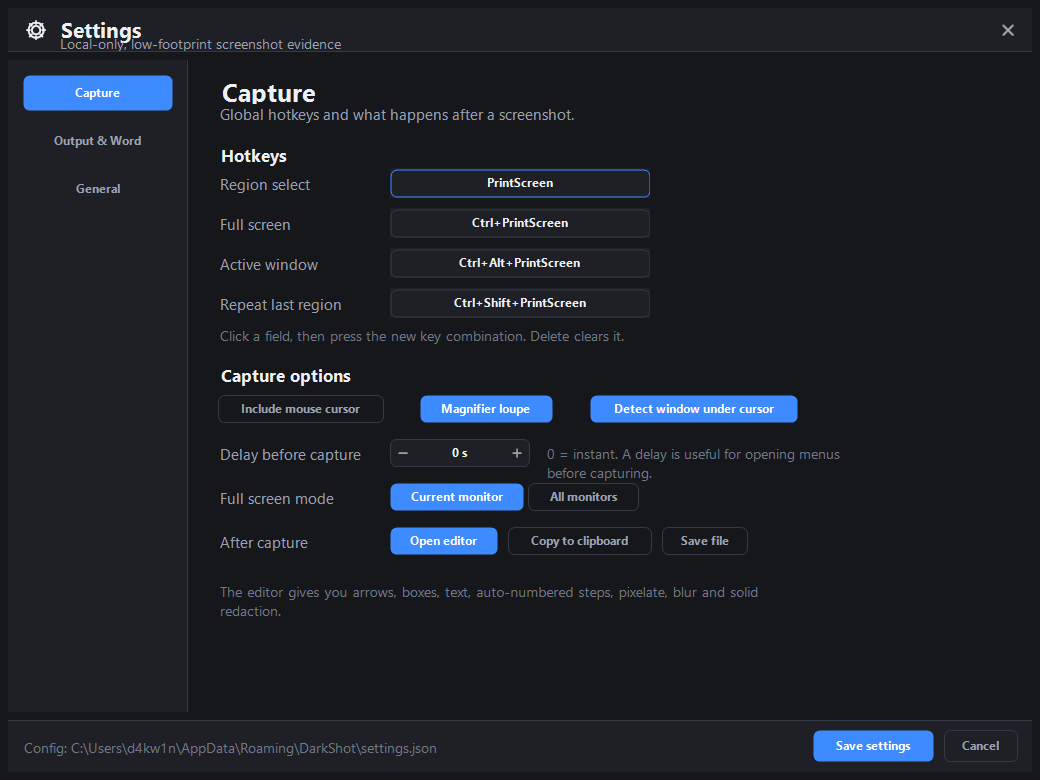 Settings
Local-only, low-footprint screenshot evidence
Capture
Output & Word
General
Capture
Global hotkeys and what happens after a screenshot.
Hotkeys
Region select PrintScreen
Full screen Ctrl+PrintScreen
Active window Ctrl+Alt+PrintScreen
Repeat last region Ctrl+Shift+PrintScreen
Click a field, then press the new key combination. Delete clears it.
Capture options
Include mouse cursor Magnifier loupe Detect window under cursor
Delay before capture − 0 s + 0 = instant. A delay is useful for opening menus
before capturing.
Full screen mode Current monitor All monitors
After capture Open editor Copy to clipboard Save file
The editor gives you arrows, boxes, text, auto-numbered steps, pixelate, blur and solid
redaction.
Config: C:\Users\d4kw1n\AppData\Roaming\DarkShot\settings.json
Save settings Cancel